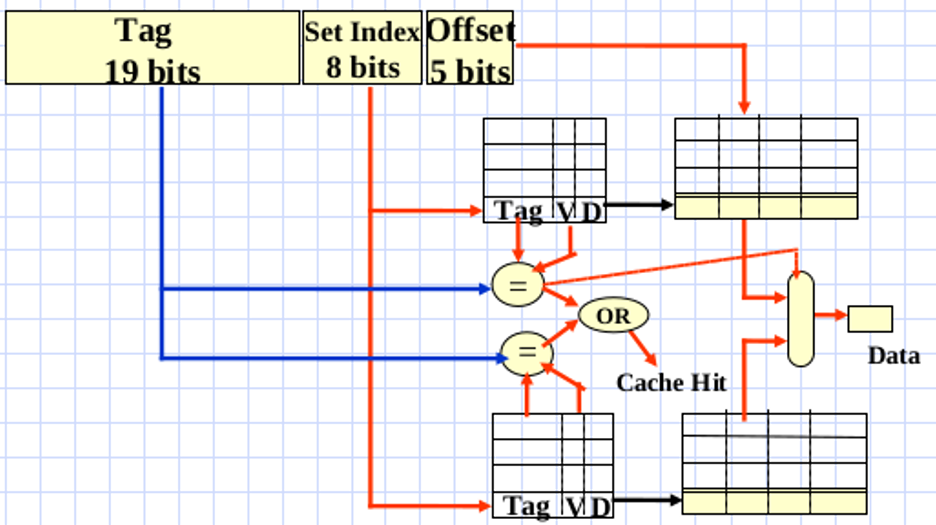 Tag
19 bits
Set Index
8 bits
Offset
5 bits
Tag V D
=
OR
=
Cache Hit
Data
Tag V D